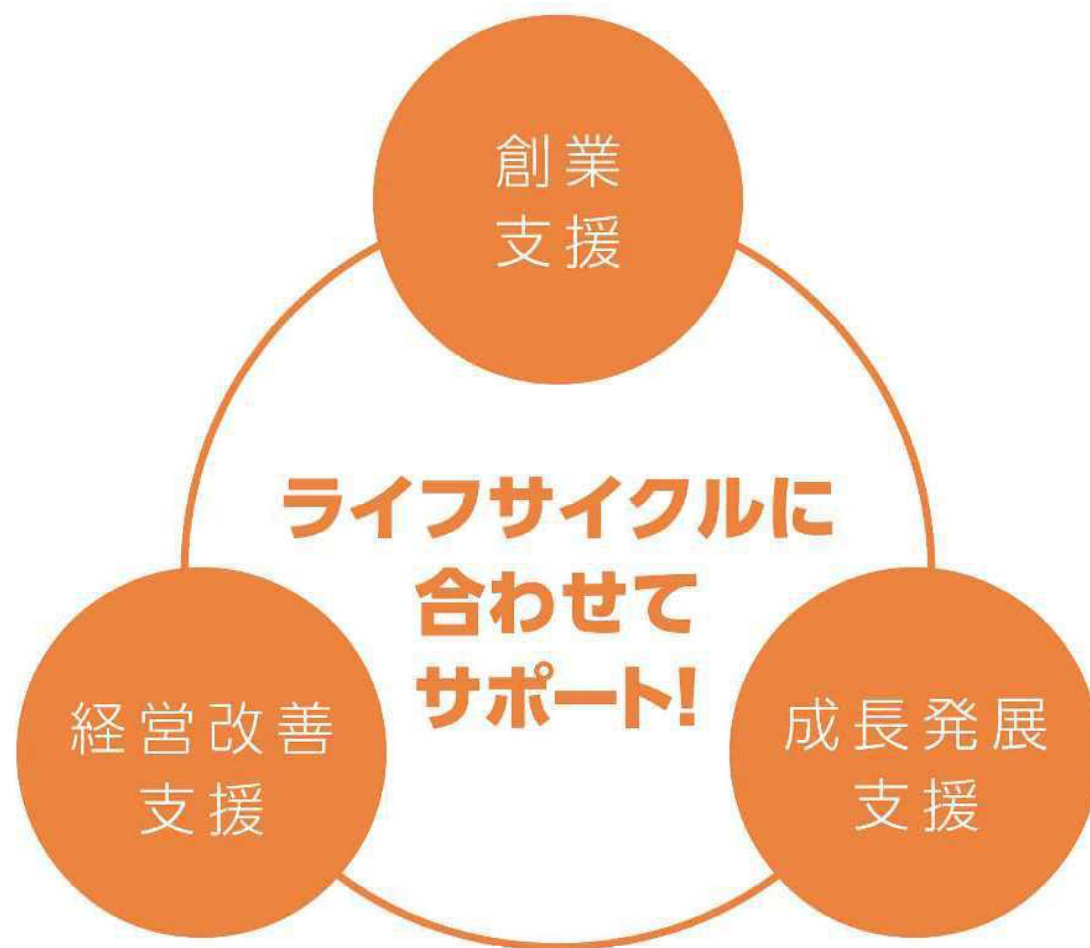 創業
支援
ライフサイクルに
合わせて
サポート!
経営改善
支援
成長発展
支援